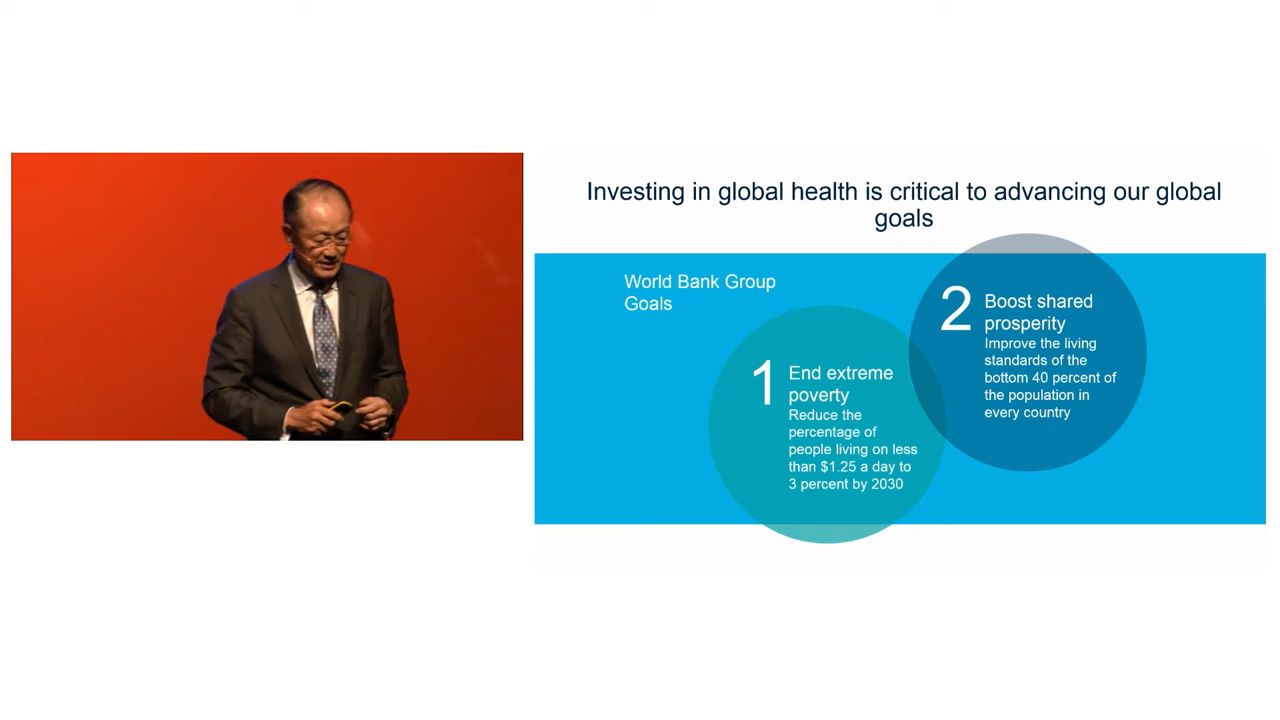 Investing in global health is critical to advancing our global
goals
World Bank Group
Goals
1
End extreme
poverty
Reduce the
percentage of
people living on less
than $1.25 a day to
3 percent by 2030
2
Boost shared
prosperity
Improve the living
standards of the
bottom 40 percent of
the population in
every country